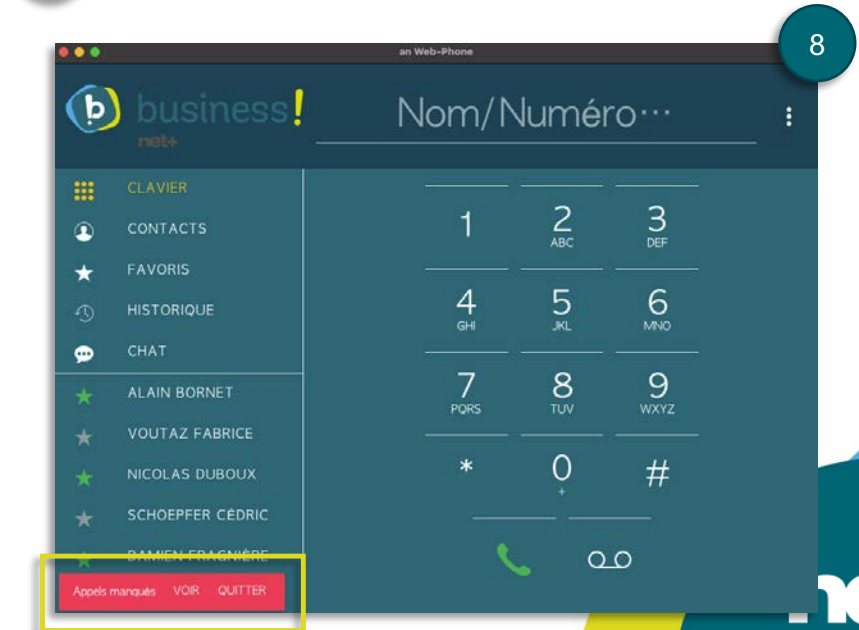 8
an Web-Phone
b business!
net+
Nom/Numéro...
CLAVIER
CONTACTS
FAVORIS
HISTORIQUE
CHAT
ALAIN BORNET
VOUTAZ FABRICE
NICOLAS DUBOUX
SCHOEPFER CÉDRIC
DAMIEN FRAGNIÈRE
Appels manqués VOIR QUITTER
1 2 3
ABC DEF
4 5 6
GHI JKL MNO
7 8 9
PQRS TUV WXYZ
* 0 #
+